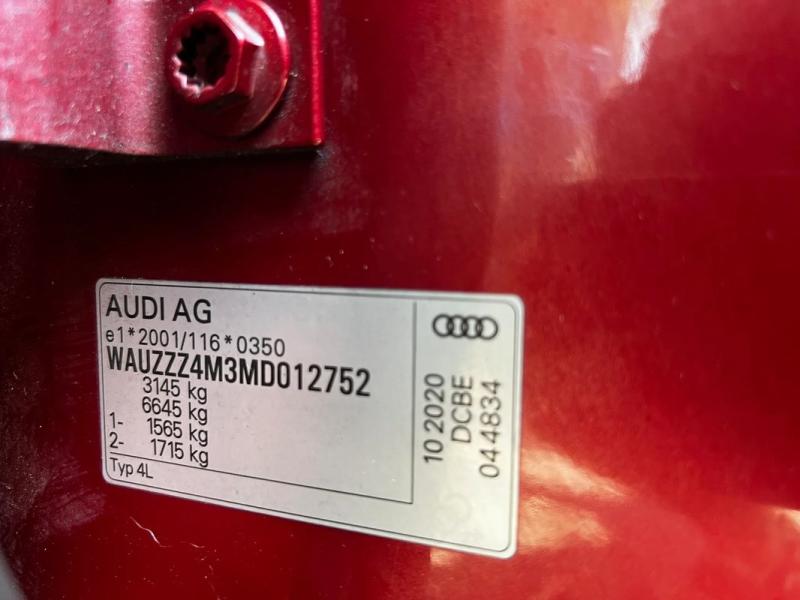 AUDI AG
e1*2001/116*0350
WAUZZZ4M3MD012752
3145 kg
6645 kg
1- 1565 kg
2- 1715 kg
Typ 4L
10 2020
DCBE
044834